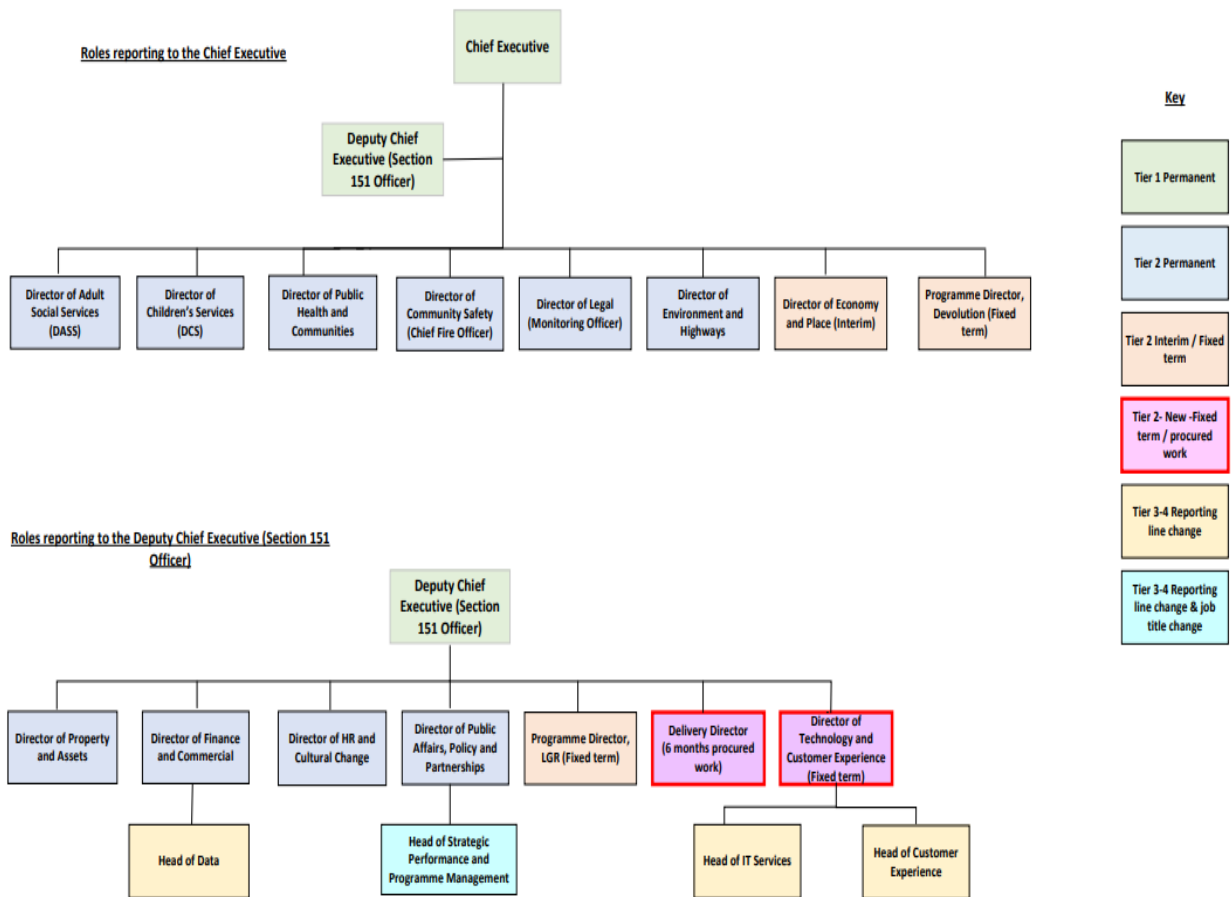 Roles reporting to the Chief Executive
Chief Executive
Deputy Chief
Executive (Section
151 Officer)
Director of Adult
Social Services
(DASS)
Director of
Children's Services
(DCS)
Director of Public
Health and
Communities
Director of
Community Safety
(Chief Fire Officer)
Director of Legal
(Monitoring Officer)
Director of
Environment and
Highways
Director of Economy
and Place (Interim)
Programme Director,
Devolution (Fixed
term)
Key
Tier 1 Permanent
Tier 2 Permanent
Tier 2 Interim / Fixed
term
Tier 2- New -Fixed
term / procured
work
Tier 3-4 Reporting
line change
Tier 3-4 Reporting
line change & job
title change
Roles reporting to the Deputy Chief Executive (Section 151
Officer)
Deputy Chief
Executive (Section
151 Officer)
Director of Property
and Assets
Director of Finance
and Commercial
Director of HR and
Cultural Change
Director of Public
Affairs, Policy and
Partnerships
Programme Director,
LGR (Fixed term)
Delivery Director
(6 months procured
work)
Director of
Technology and
Customer Experience
(Fixed term)
Head of Data
Head of Strategic
Performance and
Programme Management
Head of IT Services
Head of Customer
Experience